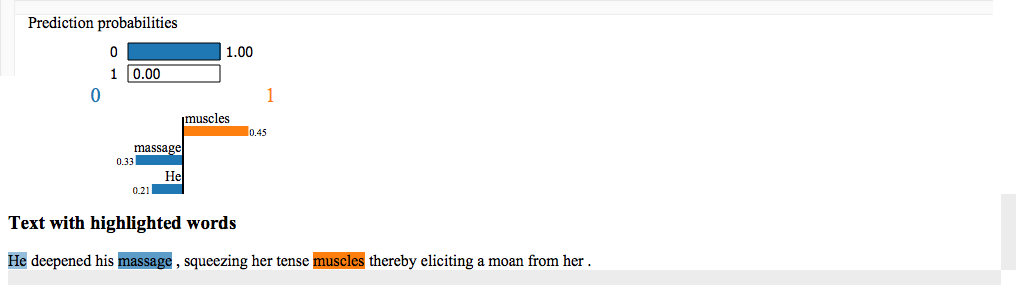 Prediction probabilities
0 1.00
1 0.00
0 1
muscles
0.45
massage
0.33
He
0.21
Text with highlighted words
He deepened his massage , squeezing her tense muscles thereby eliciting a moan from her .